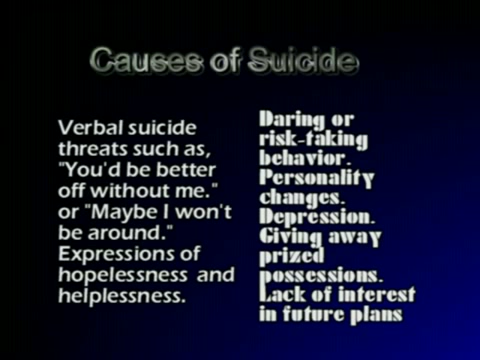 Causes of Suicide
Verbal suicide
threats such as,
"You'd be better
off without me."
or "Maybe I won't
be around."
Expressions of
hopelessness and
helplessness.
Daring or
risk-taking
behavior.
Personality
changes.
Depression.
Giving away
prized
possessions.
Lack of interest
in future plans